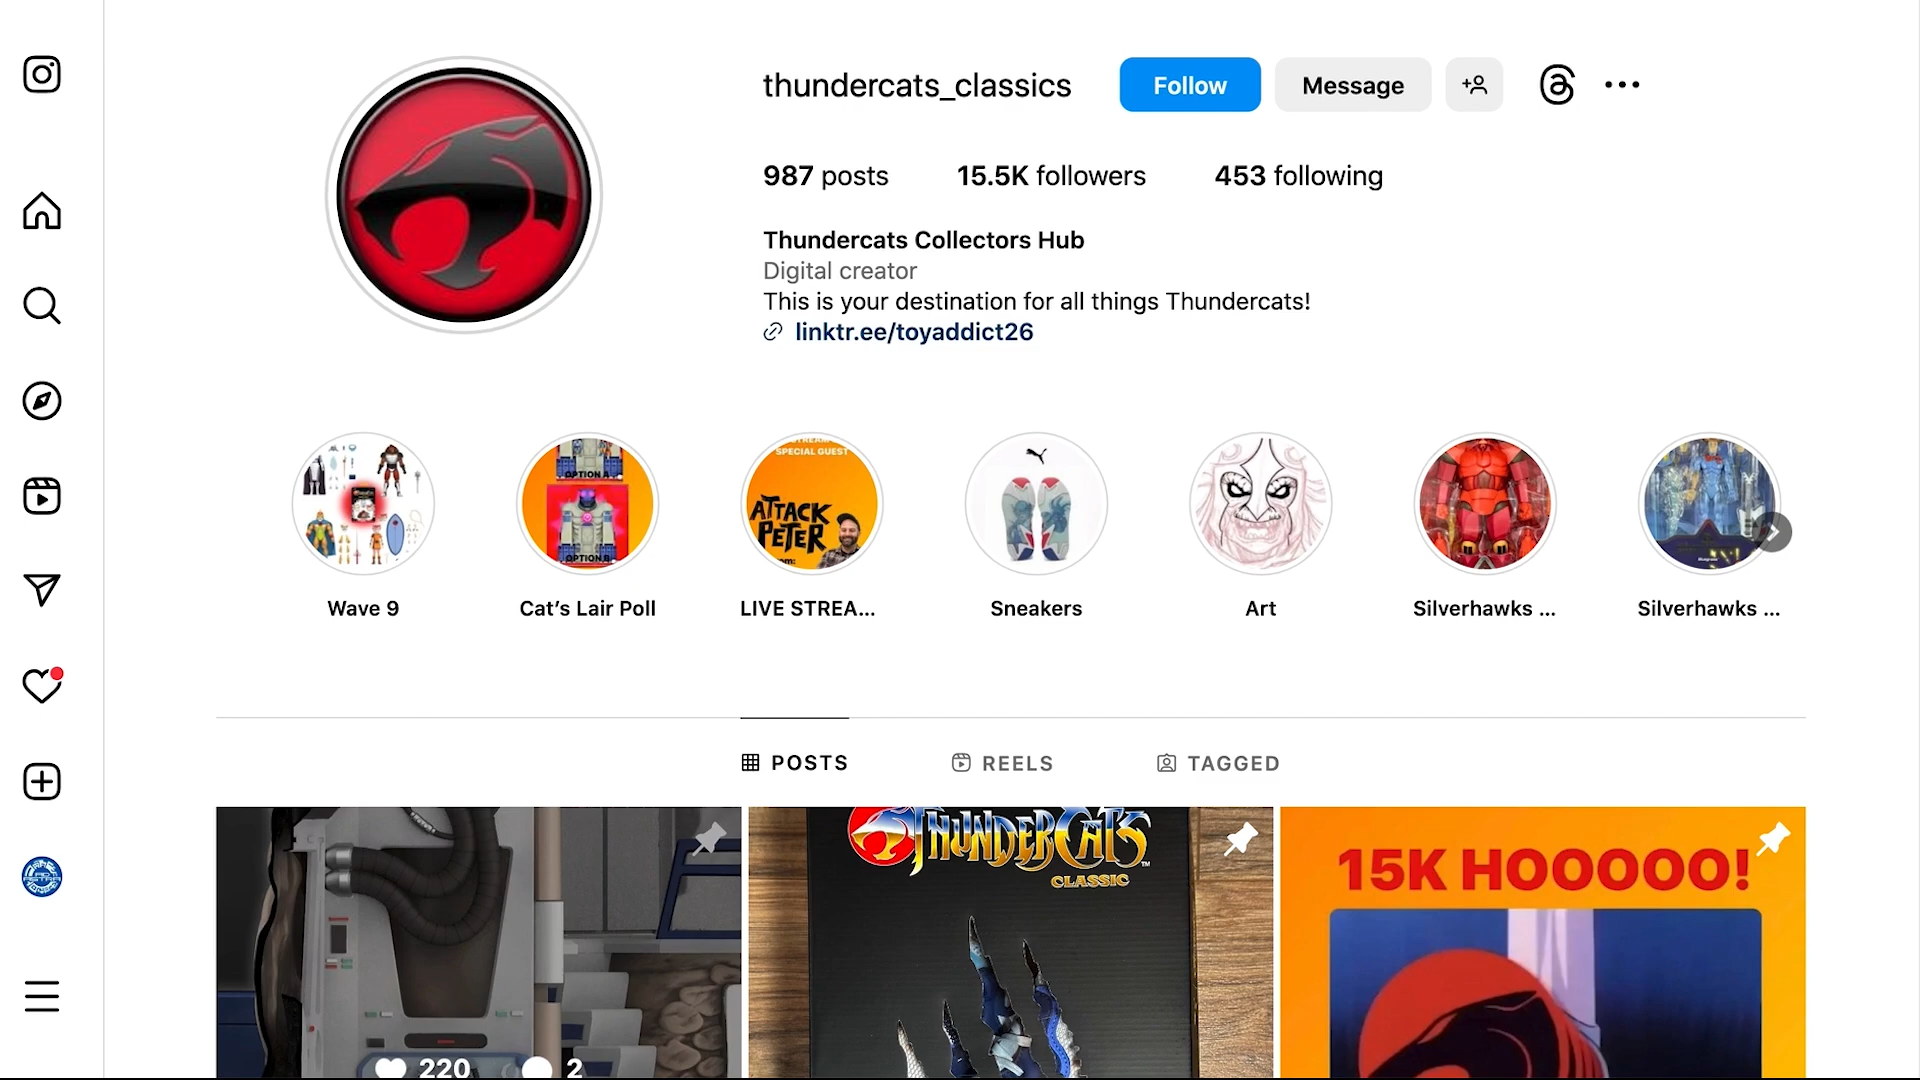 thundercats_classics
Follow
Message
987 posts
15.5K followers
453 following
Thundercats Collectors Hub
Digital creator
This is your destination for all things Thundercats!
linktr.ee/toyaddict26
OPTION A
OPTION B
SPECIAL GUEST
ATTACK
PETER
Wave 9
Cat's Lair Poll
LIVE STREA...
Sneakers
Art
Silverhawks ...
Silverhawks ...
POSTS
REELS
TAGGED
THUNDERCATS
CLASSIC
15K HOOOOO!
220
2